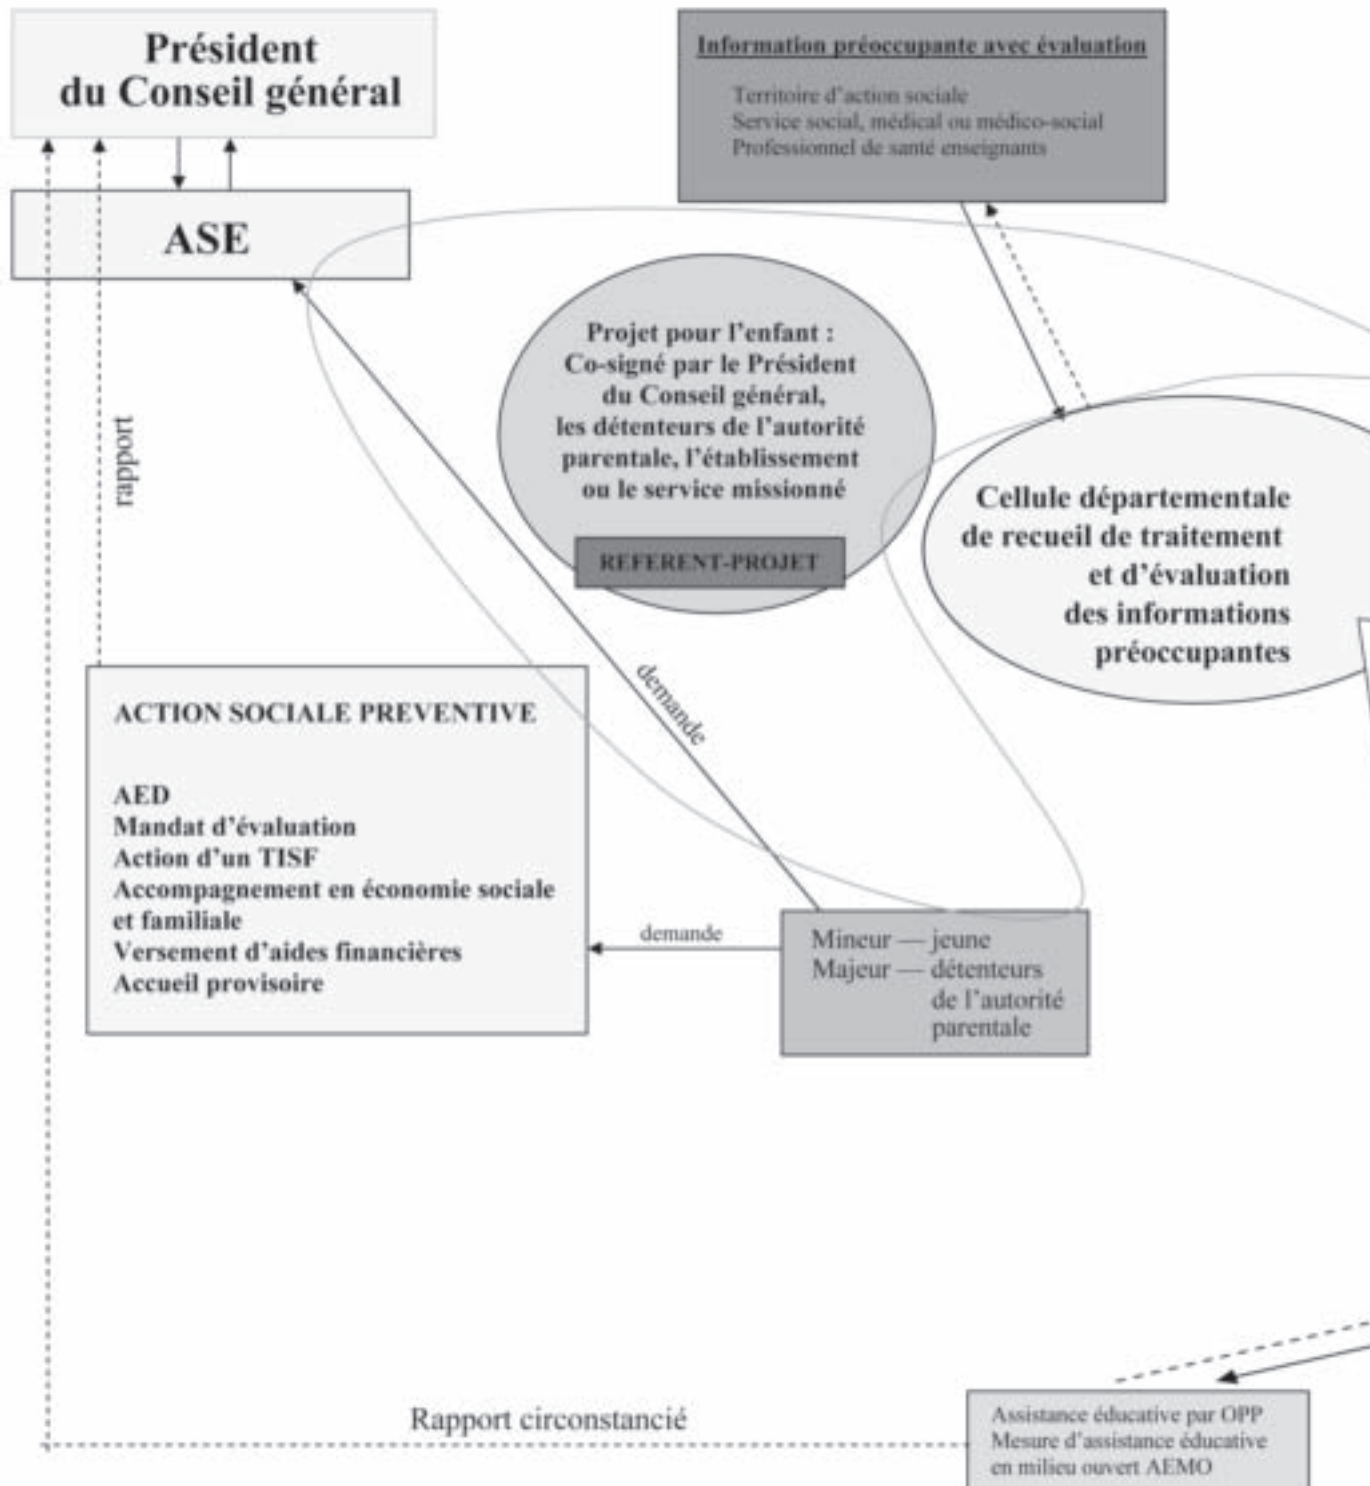 Président
du Conseil général
ASE
Information préoccupante avec évaluation
Territoire d'action sociale
Service social, médical ou médico-social
Professionnel de santé enseignants
Projet pour l'enfant :
Co-signé par le Président
du Conseil général,
les détenteurs de l'autorité
parentale, l'établissement
ou le service missionné
REFERENT-PROJET
Cellule départementale
de recueil de traitement
et d'évaluation
des informations
préoccupantes
rapport
demande
ACTION SOCIALE PREVENTIVE
AED
Mandat d'évaluation
Action d'un TISF
Accompagnement en économie sociale
et familiale
Versement d'aides financières
Accueil provisoire
demande
Mineur — jeune
Majeur — détenteurs
de l'autorité
parentale
Rapport circonstancié
Assistance éducative par OPP
Mesure d'assistance éducative
en milieu ouvert AEMO